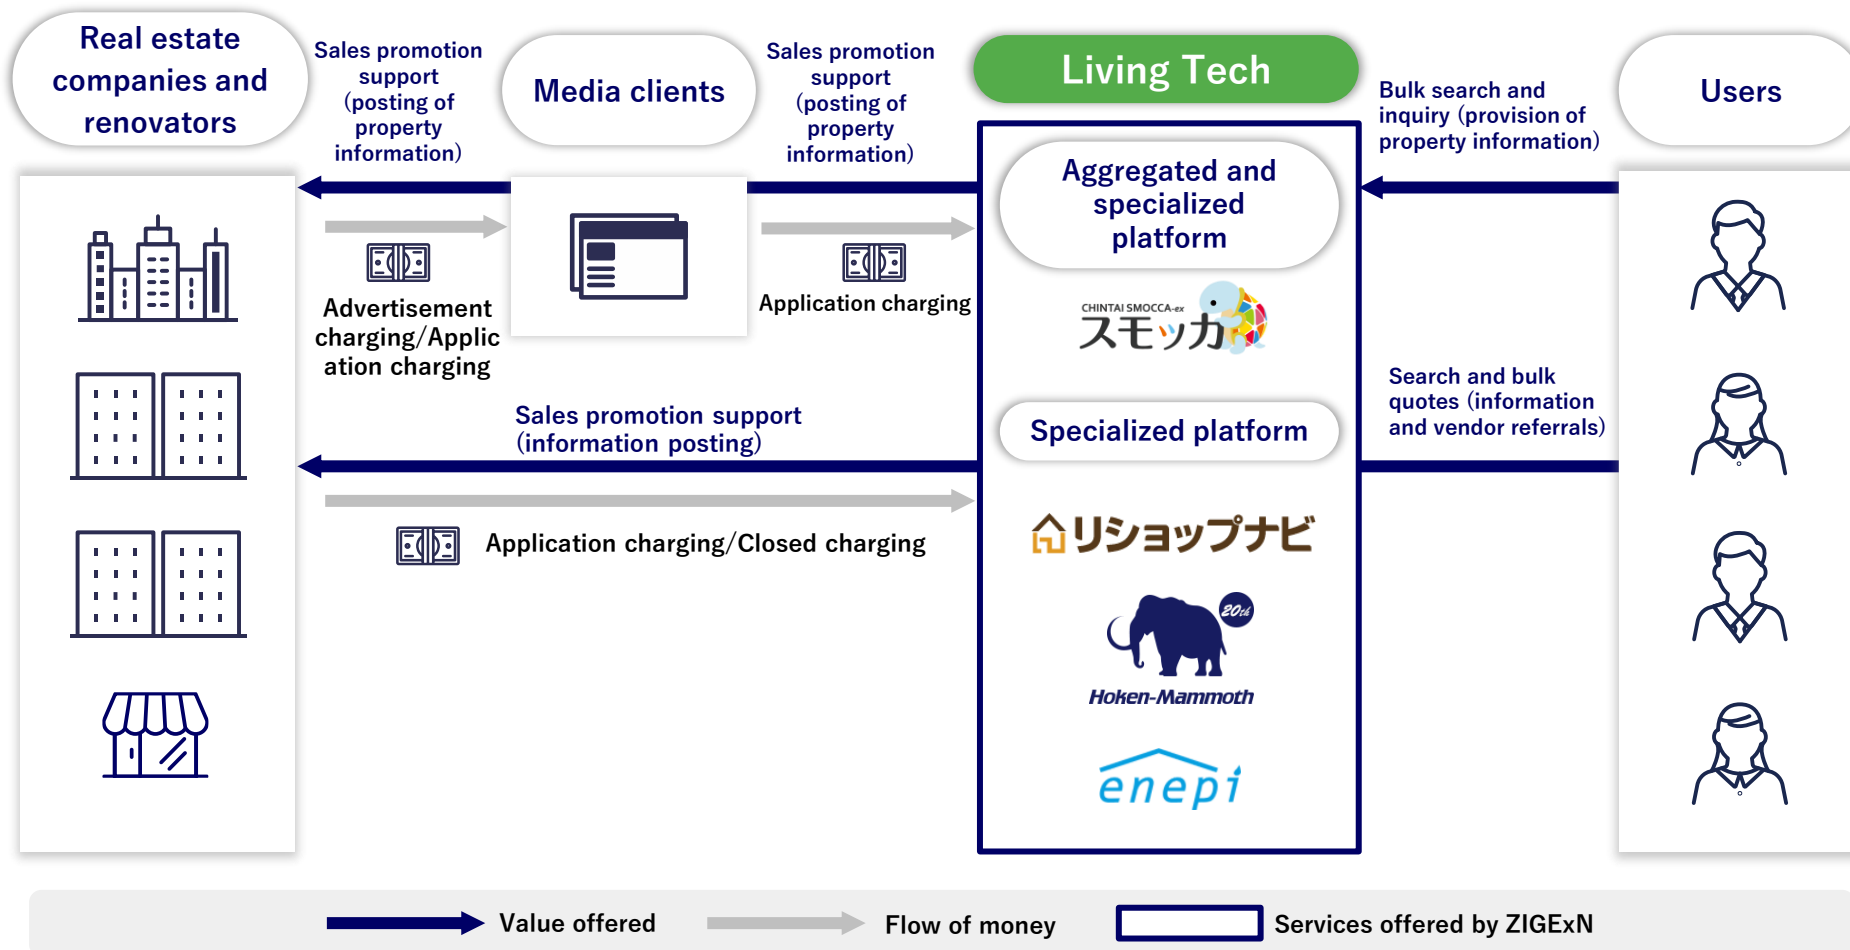 Real estate
companies and
renovators
Sales promotion
support
(posting of
property
information)
Media clients
Sales promotion
support
(posting of
property
information)
Living Tech
Bulk search and
inquiry (provision of
property information)
Users
Advertisement
charging/Applic
ation charging
Application charging
Aggregated and
specialized
platform
CHINTAI SMOCCA-ex
スモッカ
Sales promotion support
(information posting)
Specialized platform
Search and bulk
quotes (information
and vendor referrals)
Application charging/Closed charging
リショップナビ
20th
Hoken-Mammoth
enepi
Value offered
Flow of money
Services offered by ZIGExN